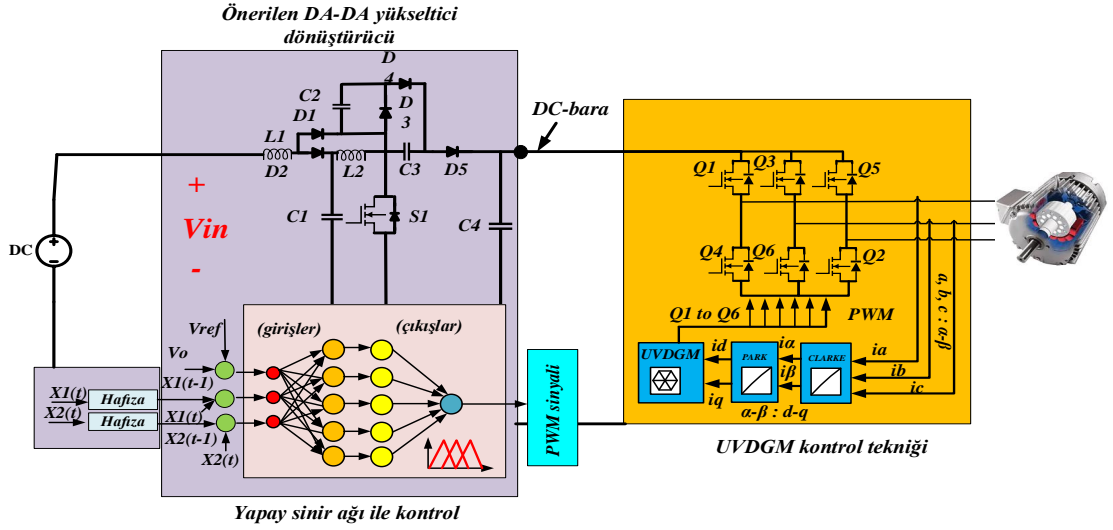 Önerilen DA-DA yükseltici
dönüştürücü
D
4
C2
D1
D
3
L1
D2
L2
C3
D5
DC-bara
+
Vin
-
C1
S1
C4
DC
Q1
Q3
Q5
Q4
Q6
Q2
a, b, c : α-β
Q1 to Q6
PWM
UVDGM
id
iq
PARK
iα
iβ
CLARKE
ia
ib
ic
α-β : d-q
UVDGM kontrol tekniği
Vref
Vo
(girişler)
(çıkışlar)
X1(t)
Hafıza
X1(t-1)
X2(t)
Hafıza
X1(t)
X2(t-1)
X2(t)
PWM sinyali
Yapay sinir ağı ile kontrol